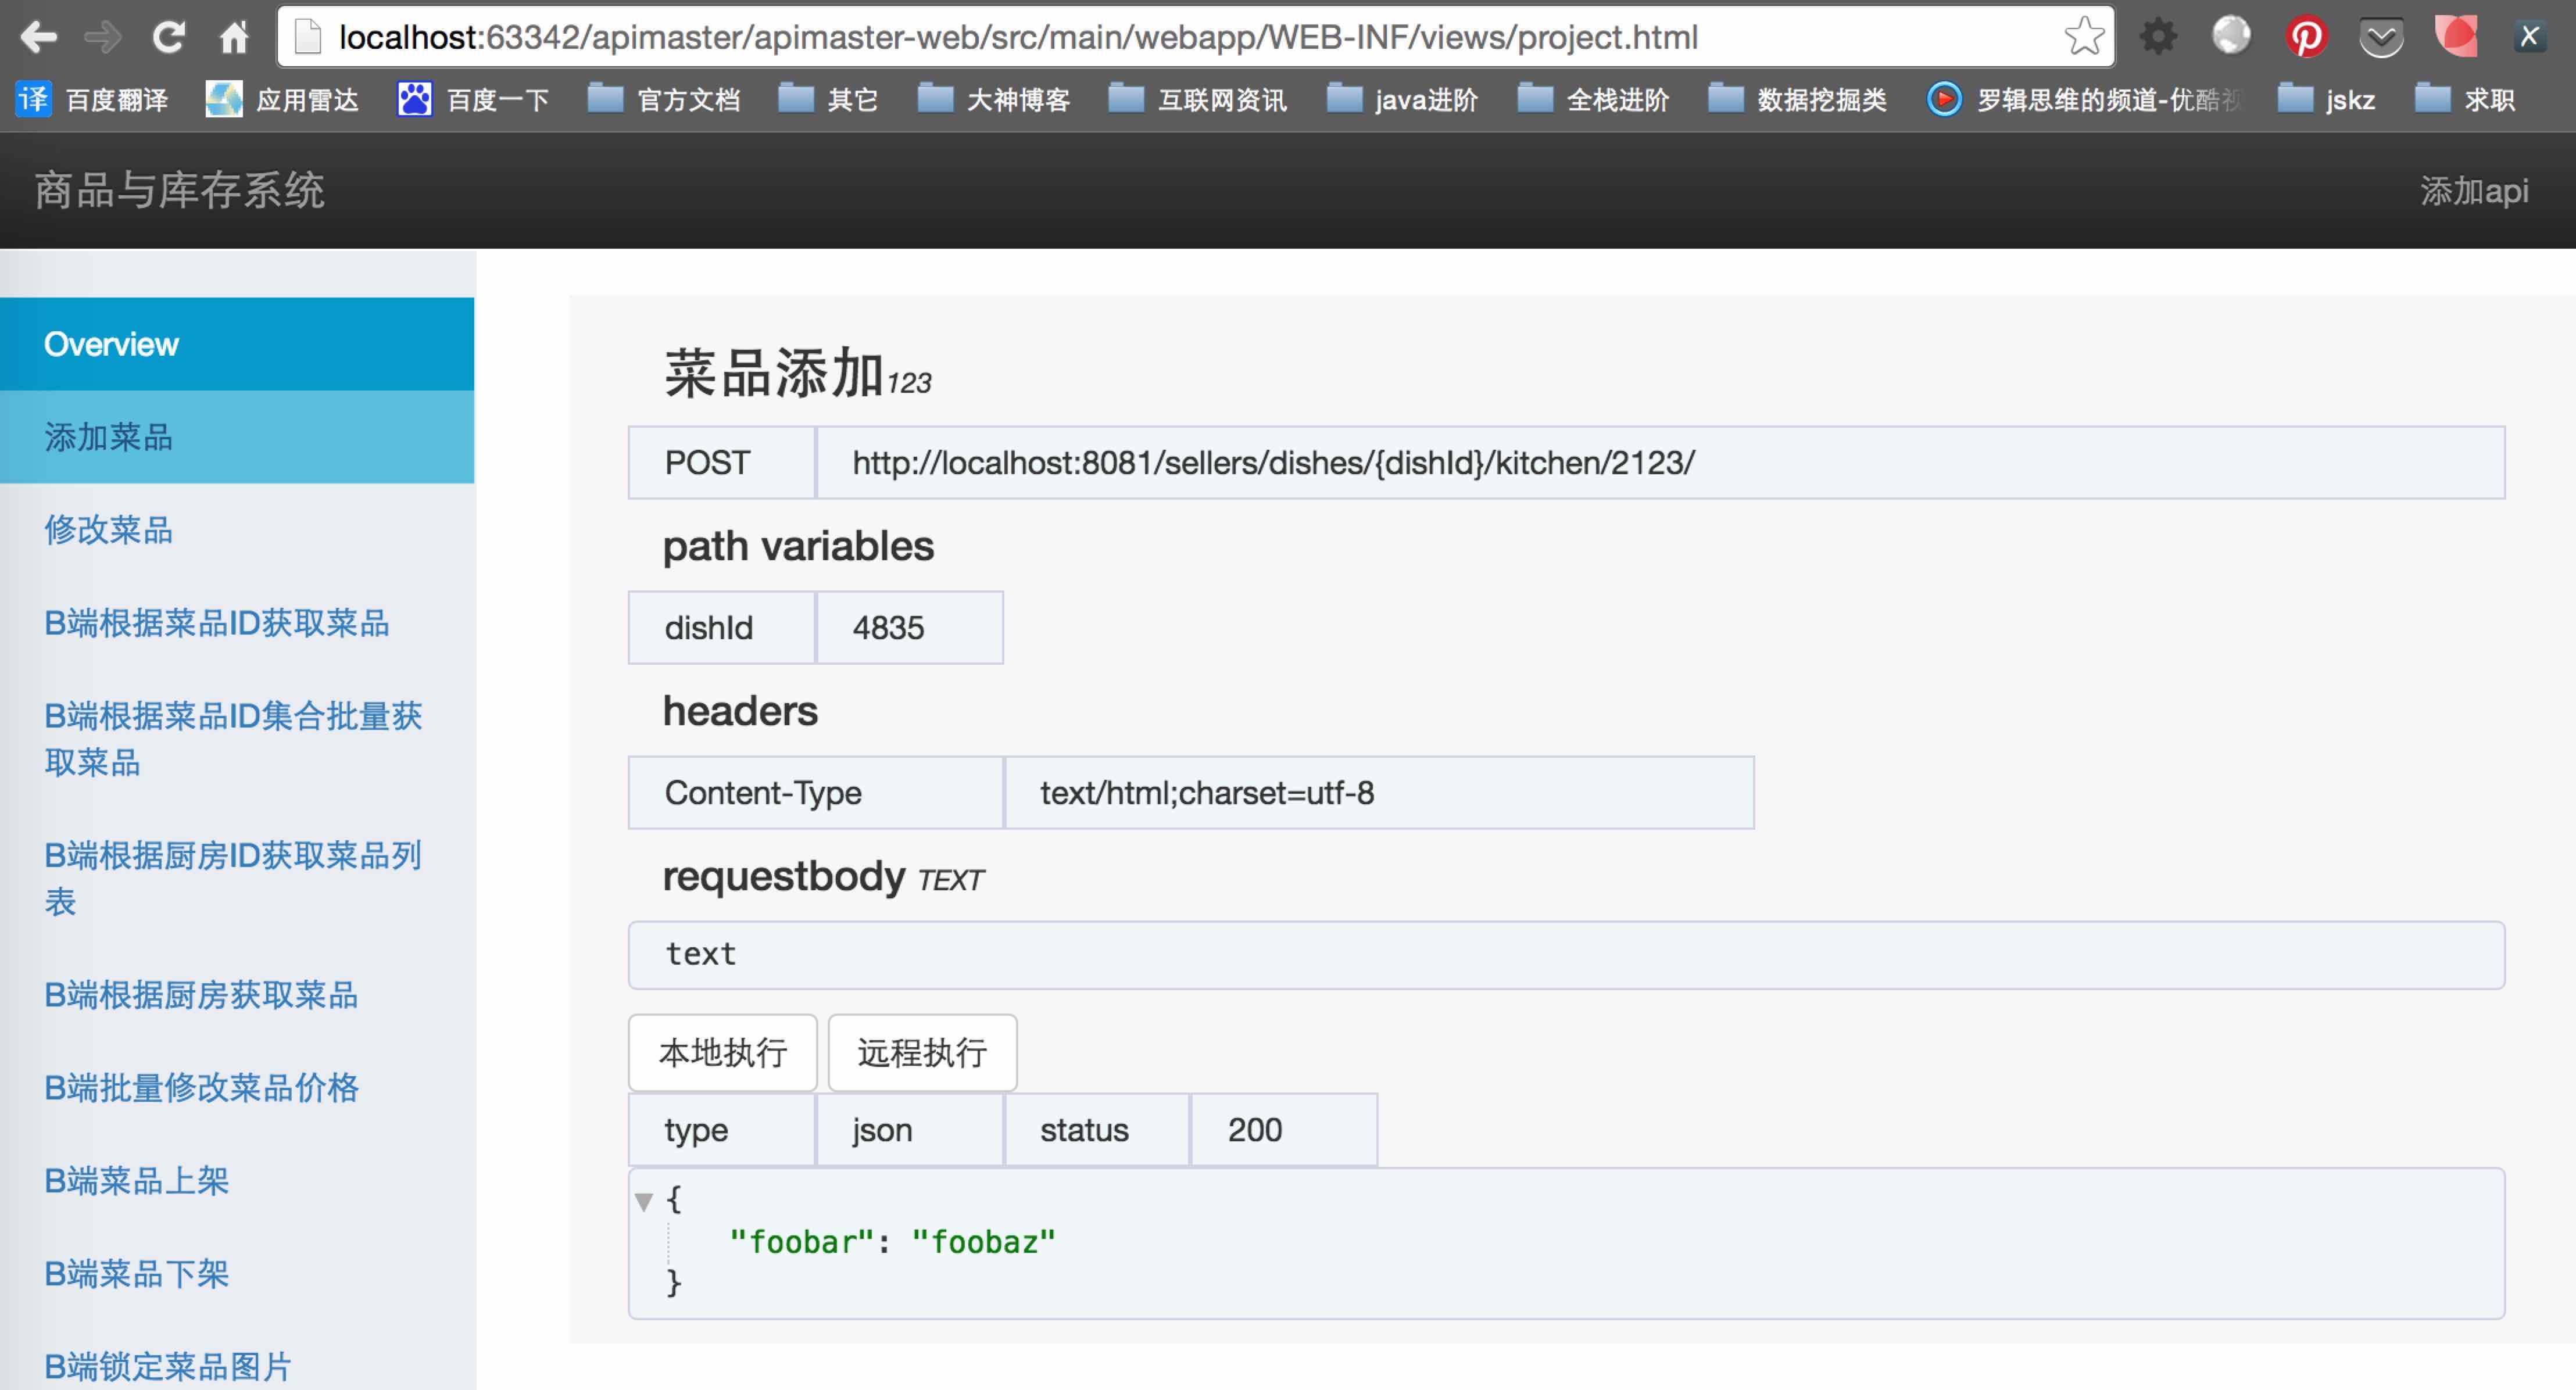 localhost:63342/apimaster/apimaster-web/src/main/webapp/WEB-INF/views/project.html
译 百度翻译 应用雷达 百度一下 官方文档 其它 大神博客 互联网资讯 java进阶 全栈进阶 数据挖掘类 罗辑思维的频道-优酷视 jskz 求职
商品与库存系统 添加api
Overview
添加菜品
修改菜品
B端根据菜品ID获取菜品
B端根据菜品ID集合批量获
取菜品
B端根据厨房ID获取菜品列
表
B端根据厨房获取菜品
B端批量修改菜品价格
B端菜品上架
B端菜品下架
B端锁定菜品图片
菜品添加123
POST http://localhost:8081/sellers/dishes/{dishId}/kitchen/2123/
path variables
dishId 4835
headers
Content-Type text/html;charset=utf-8
requestbody TEXT
text
本地执行 远程执行
type json status 200
{
"foobar": "foobaz"
}